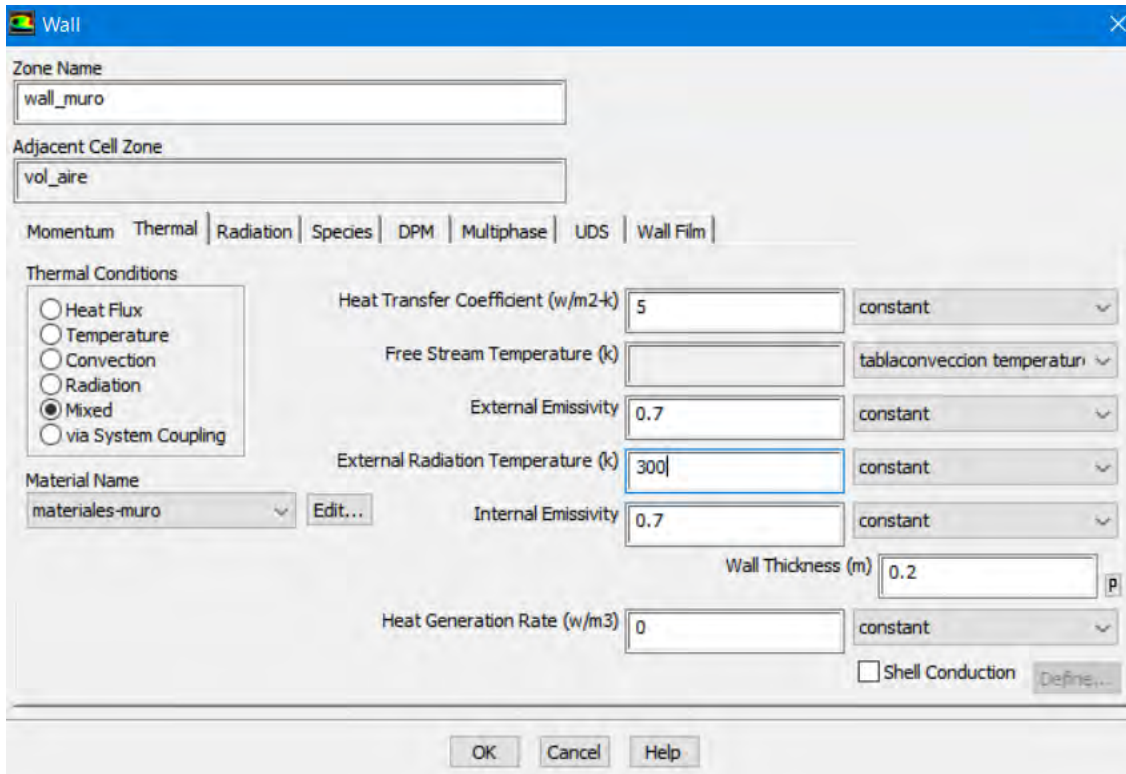 Wall
Zone Name
wall_muro
Adjacent Cell Zone
vol_aire
Momentum Thermal Radiation Species DPM Multiphase UDS Wall Film
Thermal Conditions
Heat Flux
Temperature
Convection
Radiation
Mixed
via System Coupling
Material Name
materiales-muro Edit...
Heat Transfer Coefficient (w/m2-k) 5 constant
Free Stream Temperature (k) tablaconveccion temperatur
External Emissivity 0.7 constant
External Radiation Temperature (k) 300 constant
Internal Emissivity 0.7 constant
Wall Thickness (m) 0.2 P
Heat Generation Rate (w/m3) 0 constant
Shell Conduction Define...
OK Cancel Help